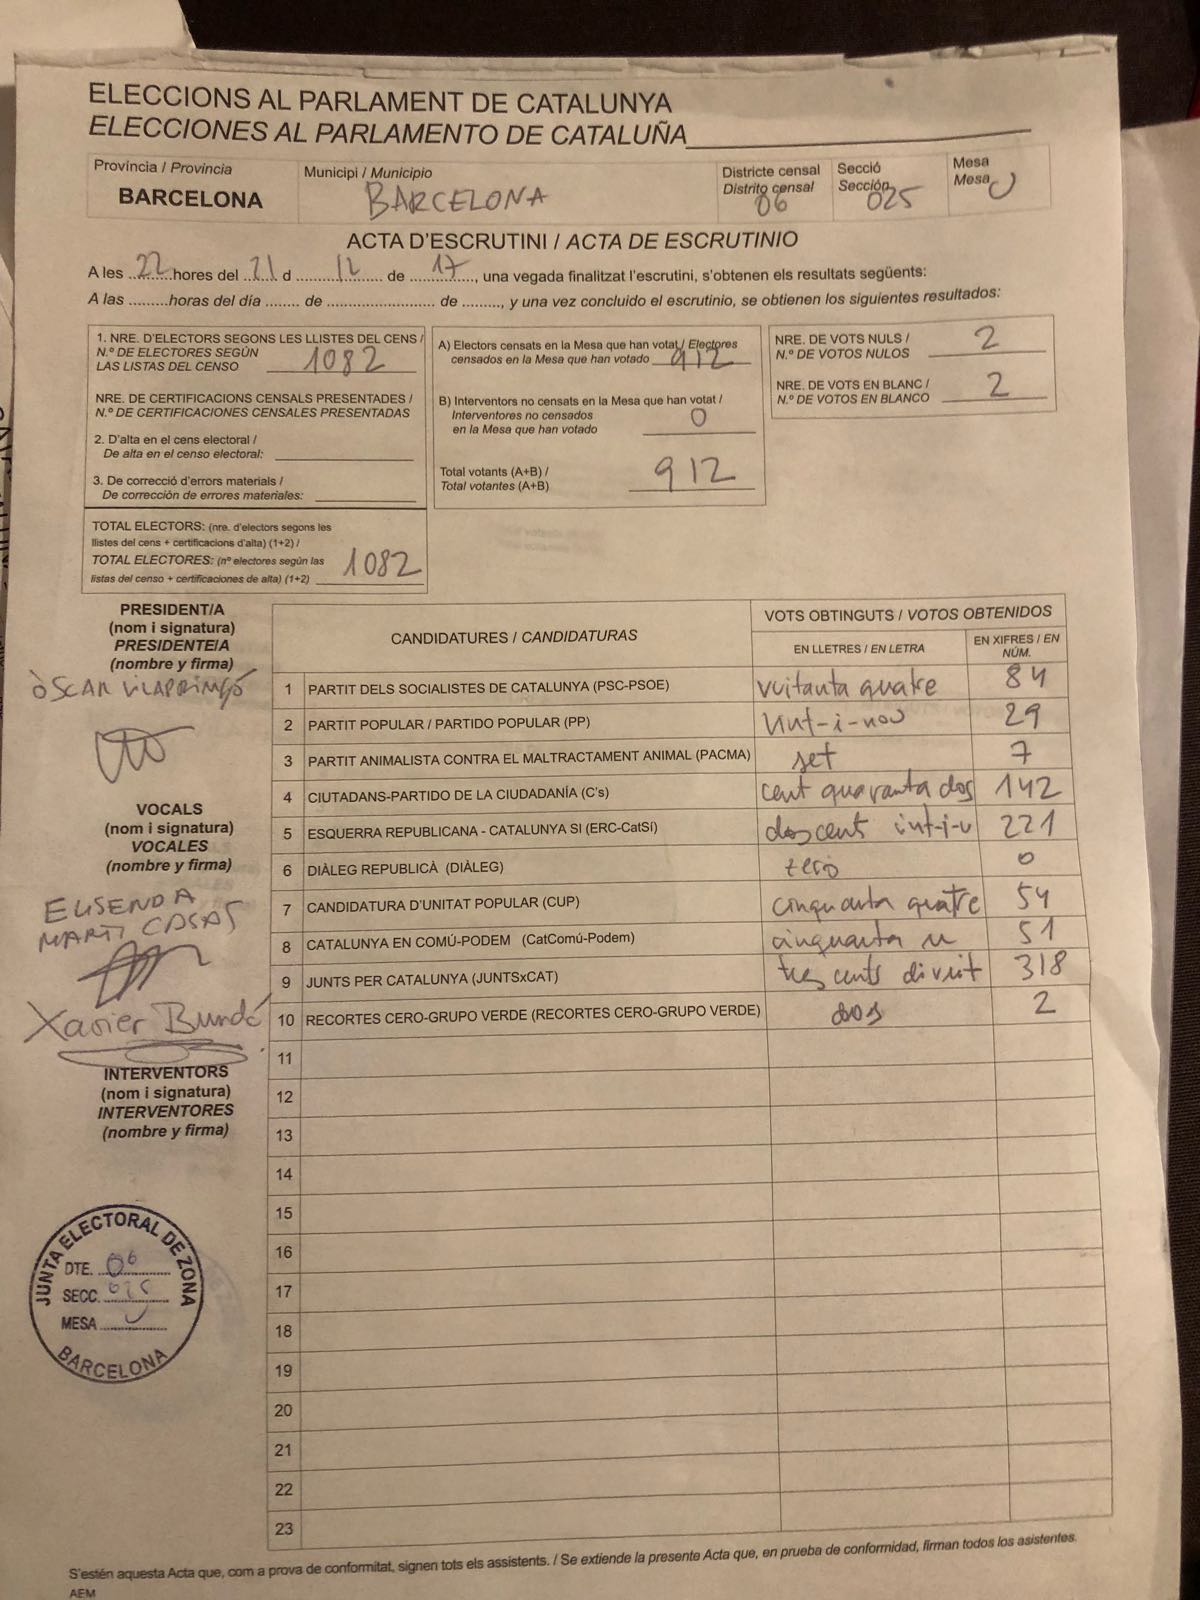 ELECCIONS AL PARLAMENT DE CATALUNYA
ELECCIONES AL PARLAMENTO DE CATALUÑA
Província / Provincia
BARCELONA
Municipi / Municipio
BARCELONA
Districte censal
Distrito censal
06
Secció
Sección
025
Mesa
Mesa
U
ACTA D'ESCRUTINI / ACTA DE ESCRUTINIO
A les 22 hores del 21 d 12 de 17, una vegada finalitzat l'escrutini, s'obtenen els resultats següents:
A las .........horas del día ....... de ........................... de ........, y una vez concluido el escrutinio, se obtienen los siguientes resultados:
1. NRE. D'ELECTORS SEGONS LES LLISTES DEL CENS /
N.º DE ELECTORES SEGÚN
LAS LISTAS DEL CENSO 1082
NRE. DE CERTIFICACIONS CENSALS PRESENTADES /
N.º DE CERTIFICACIONES CENSALES PRESENTADAS
2. D'alta en el cens electoral /
De alta en el censo electoral:
3. De correcció d'errors materials /
De corrección de errores materiales:
TOTAL ELECTORS: (nre. d'electors segons les
llistes del cens + certificacions d'alta) (1+2) /
TOTAL ELECTORES: (nº electores según las
listas del censo + certificaciones de alta) (1+2) 1082
A) Electors censats en la Mesa que han votat / Electores
censados en la Mesa que han votado 912
B) Interventors no censats en la Mesa que han votat /
Interventores no censados
en la Mesa que han votado 0
Total votants (A+B) /
Total votantes (A+B) 912
NRE. DE VOTS NULS /
N.º DE VOTOS NULOS 2
NRE. DE VOTS EN BLANC /
N.º DE VOTOS EN BLANCO 2
PRESIDENT/A
(nom i signatura)
PRESIDENTE/A
(nombre y firma)
ÒSCAR VILAPRINYÓ
VOCALS
(nom i signatura)
VOCALES
(nombre y firma)
ELISENDA
MARTI CASAS
Xavier Bundó
INTERVENTORS
(nom i signatura)
INTERVENTORES
(nombre y firma)
CANDIDATURES / CANDIDATURAS
VOTS OBTINGUTS / VOTOS OBTENIDOS
EN LLETRES / EN LETRA
EN XIFRES / EN
NÚM.
1 PARTIT DELS SOCIALISTES DE CATALUNYA (PSC-PSOE) vuitanta quatre 84
2 PARTIT POPULAR / PARTIDO POPULAR (PP) vint-i-nou 29
3 PARTIT ANIMALISTA CONTRA EL MALTRACTAMENT ANIMAL (PACMA) set 7
4 CIUTADANS-PARTIDO DE LA CIUDADANÍA (C's) cent quaranta dos 142
5 ESQUERRA REPUBLICANA - CATALUNYA SI (ERC-CatSí) doscents vint-i-u 221
6 DIÀLEG REPUBLICÀ (DIÀLEG) zero 0
7 CANDIDATURA D'UNITAT POPULAR (CUP) cinquanta quatre 54
8 CATALUNYA EN COMÚ-PODEM (CatComú-Podem) cinquanta u 51
9 JUNTS PER CATALUNYA (JUNTSxCAT) tres cents divuit 318
10 RECORTES CERO-GRUPO VERDE (RECORTES CERO-GRUPO VERDE) dos 2
11
12
13
14
15
16
17
18
19
20
21
22
23
JUNTA ELECTORAL DE ZONA
DTE. 06
SECC. 025
MESA U
BARCELONA
S'estén aquesta Acta que, com a prova de conformitat, signen tots els assistents. / Se extiende la presente Acta que, en prueba de conformidad, firman todos los asistentes.
AEM